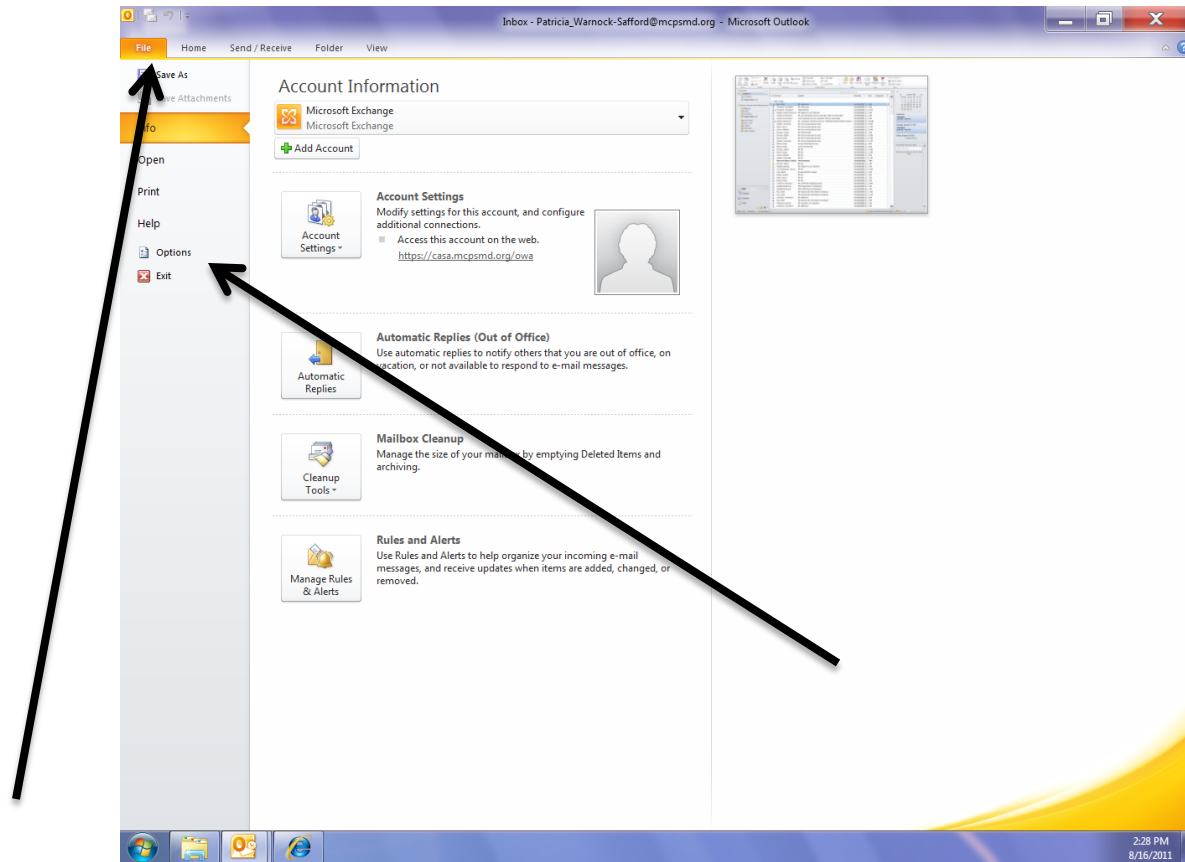 Inbox - Patricia_Warnock-Safford@mcpsmd.org - Microsoft Outlook
File Home Send / Receive Folder View
Save As
Save Attachments
Info
Open
Print
Help
Options
Exit
Account Information
Microsoft Exchange
Microsoft Exchange
Add Account
Account Settings
Account Settings
Modify settings for this account, and configure
additional connections.
Access this account on the web.
https://casa.mcpsmd.org/owa
Automatic Replies
Automatic Replies (Out of Office)
Use automatic replies to notify others that you are out of office, on
vacation, or not available to respond to e-mail messages.
Cleanup Tools
Mailbox Cleanup
Manage the size of your mailbox by emptying Deleted Items and
archiving.
Manage Rules & Alerts
Rules and Alerts
Use Rules and Alerts to help organize your incoming e-mail
messages, and receive updates when items are added, changed, or
removed.
2:28 PM
8/16/2011